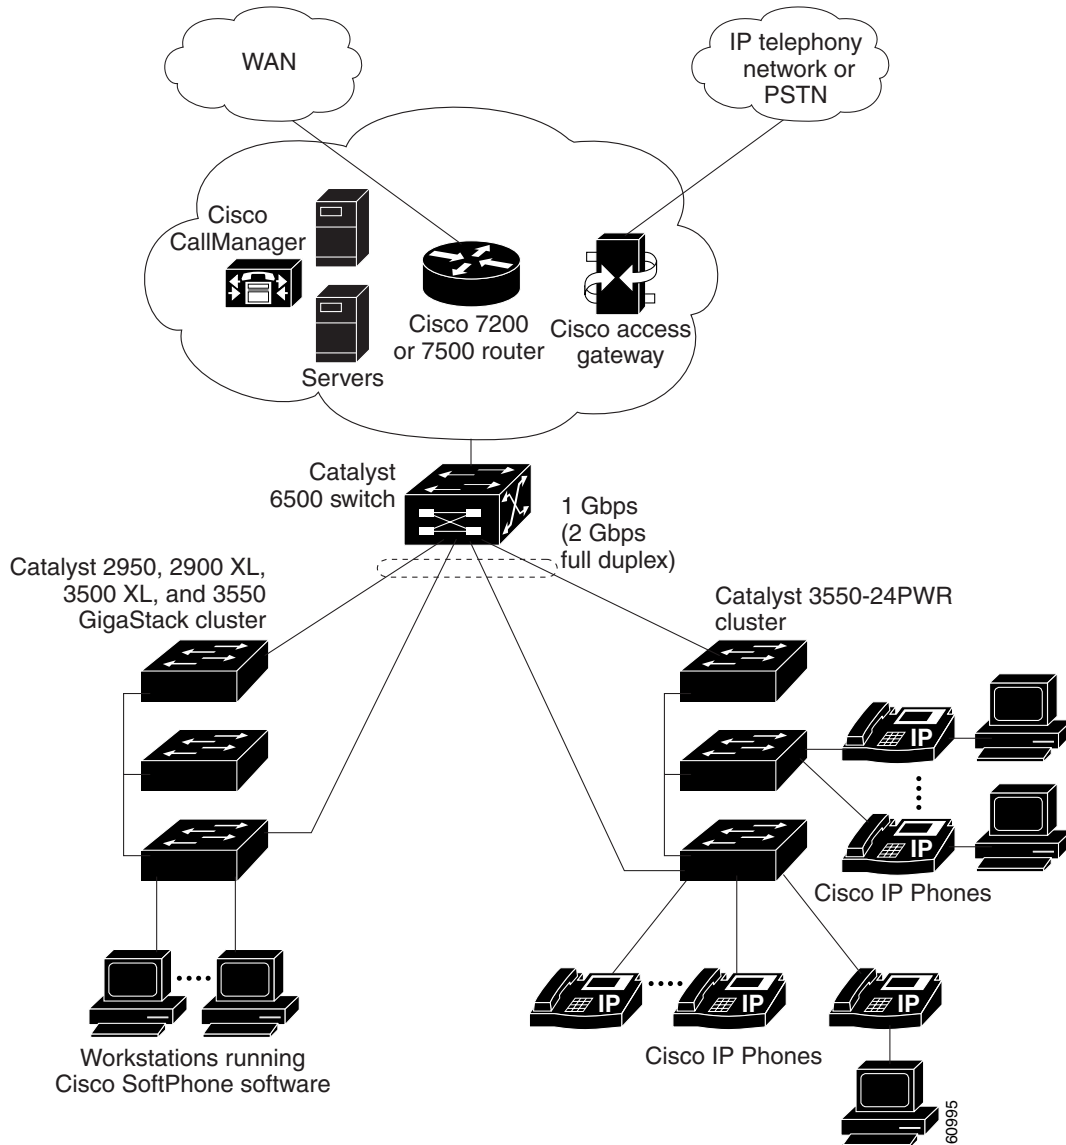 WAN
IP telephony
network or
PSTN
Cisco
CallManager
Servers
Cisco 7200
or 7500 router
Cisco access
gateway
Catalyst
6500 switch
1 Gbps
(2 Gbps
full duplex)
Catalyst 2950, 2900 XL,
3500 XL, and 3550
GigaStack cluster
Catalyst 3550-24PWR
cluster
IP
IP
Cisco IP Phones
IP
IP
IP
Cisco IP Phones
Workstations running
Cisco SoftPhone software
60995